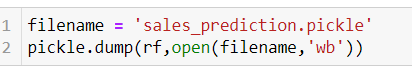 1 filename = 'sales_prediction.pickle'
2 pickle.dump(rf,open(filename,'wb'))